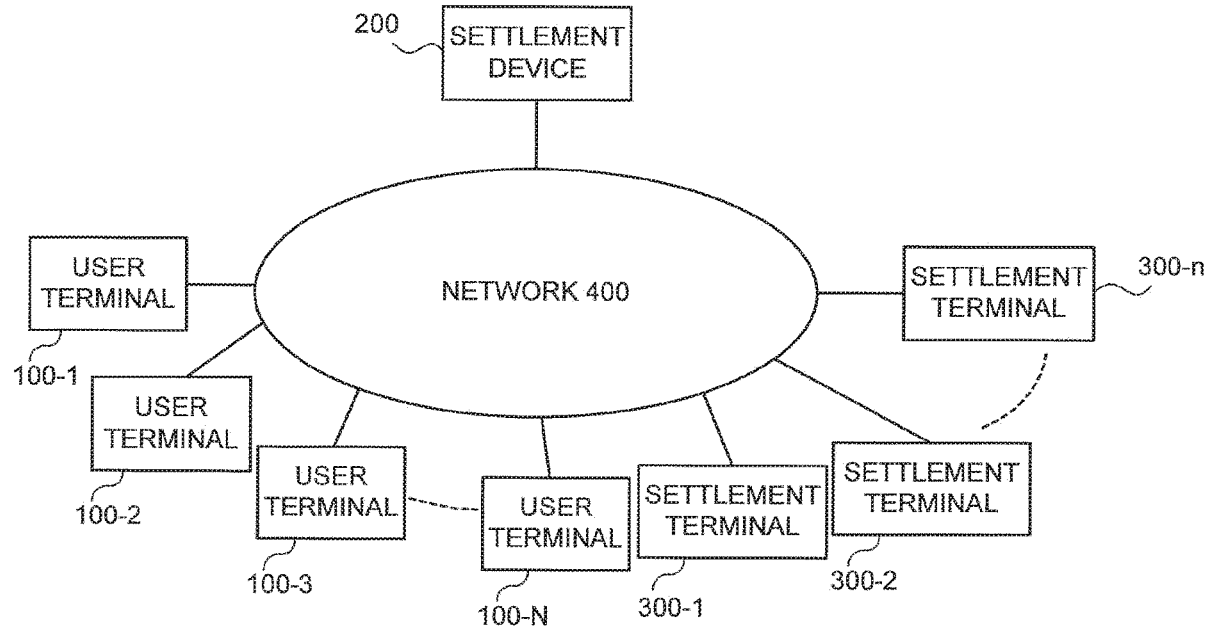 200
SETTLEMENT
DEVICE
NETWORK 400
USER
TERMINAL
100-1
USER
TERMINAL
100-2
USER
TERMINAL
100-3
USER
TERMINAL
100-N
SETTLEMENT
TERMINAL
300-1
SETTLEMENT
TERMINAL
300-2
SETTLEMENT
TERMINAL
300-n